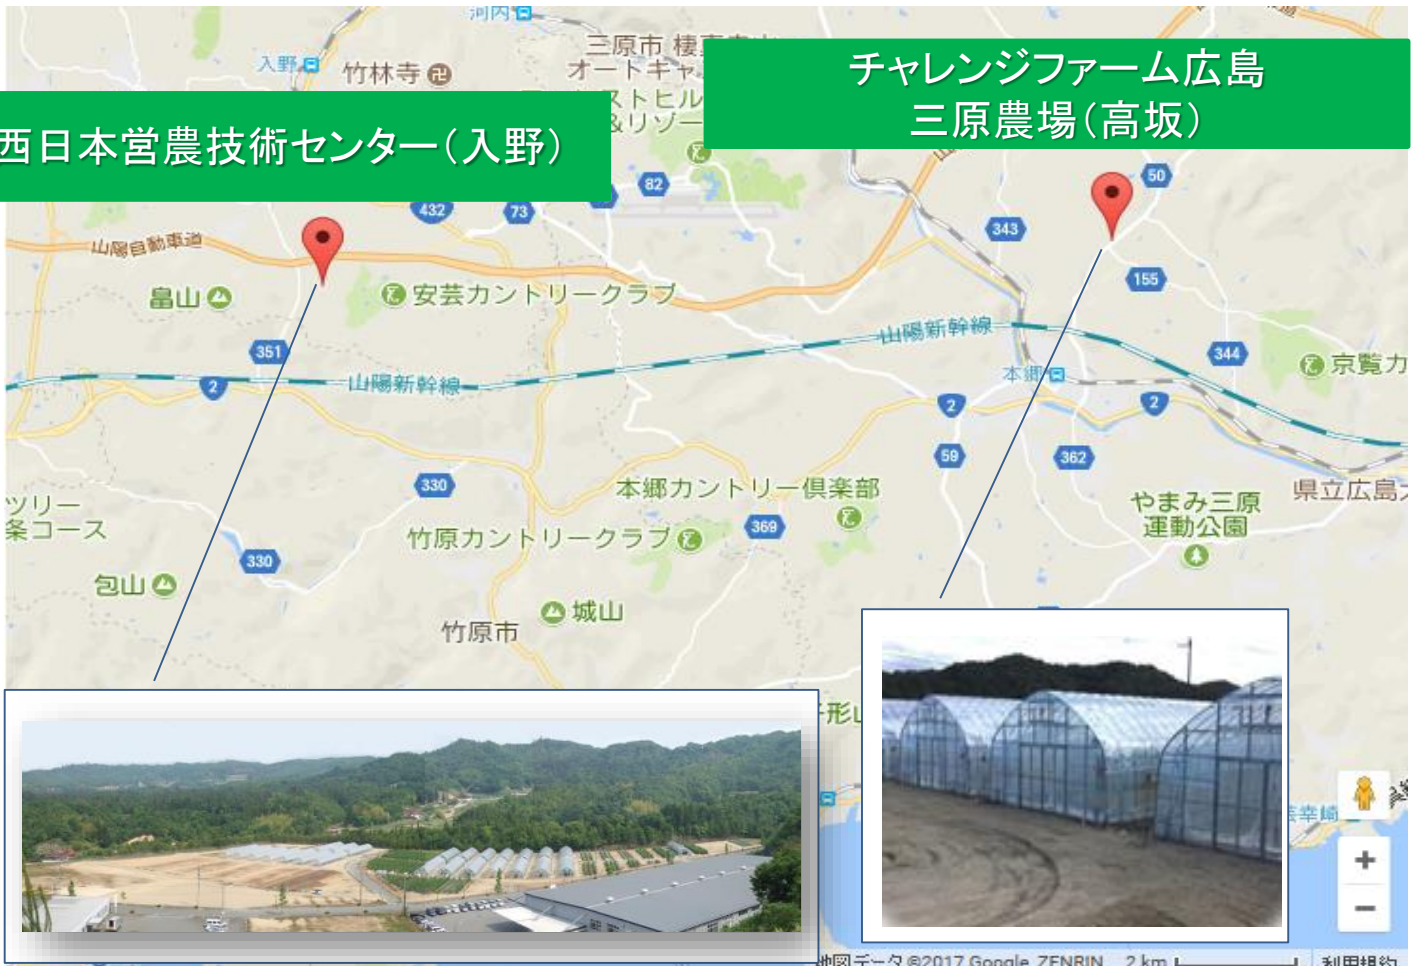 河内
三原市 棲真
オートキャ
ストヒル
&リゾー
入野
竹林寺
チャレンジファーム広島
三原農場(高坂)
西日本営農技術センター(入野)
82
50
432
73
343
山陽自動車道
155
畠山
安芸カントリークラブ
山陽新幹線
351
344
京覧カ
本郷
2
山陽新幹線
2
2
59
362
330
本郷カントリー倶楽部
やまみ三原
運動公園
県立広島
ツリー
条コース
竹原カントリークラブ
369
330
包山
城山
竹原市
安芸幸崎
+
−
地図データ ©2017 Google, ZENRIN
2 km
利用規約